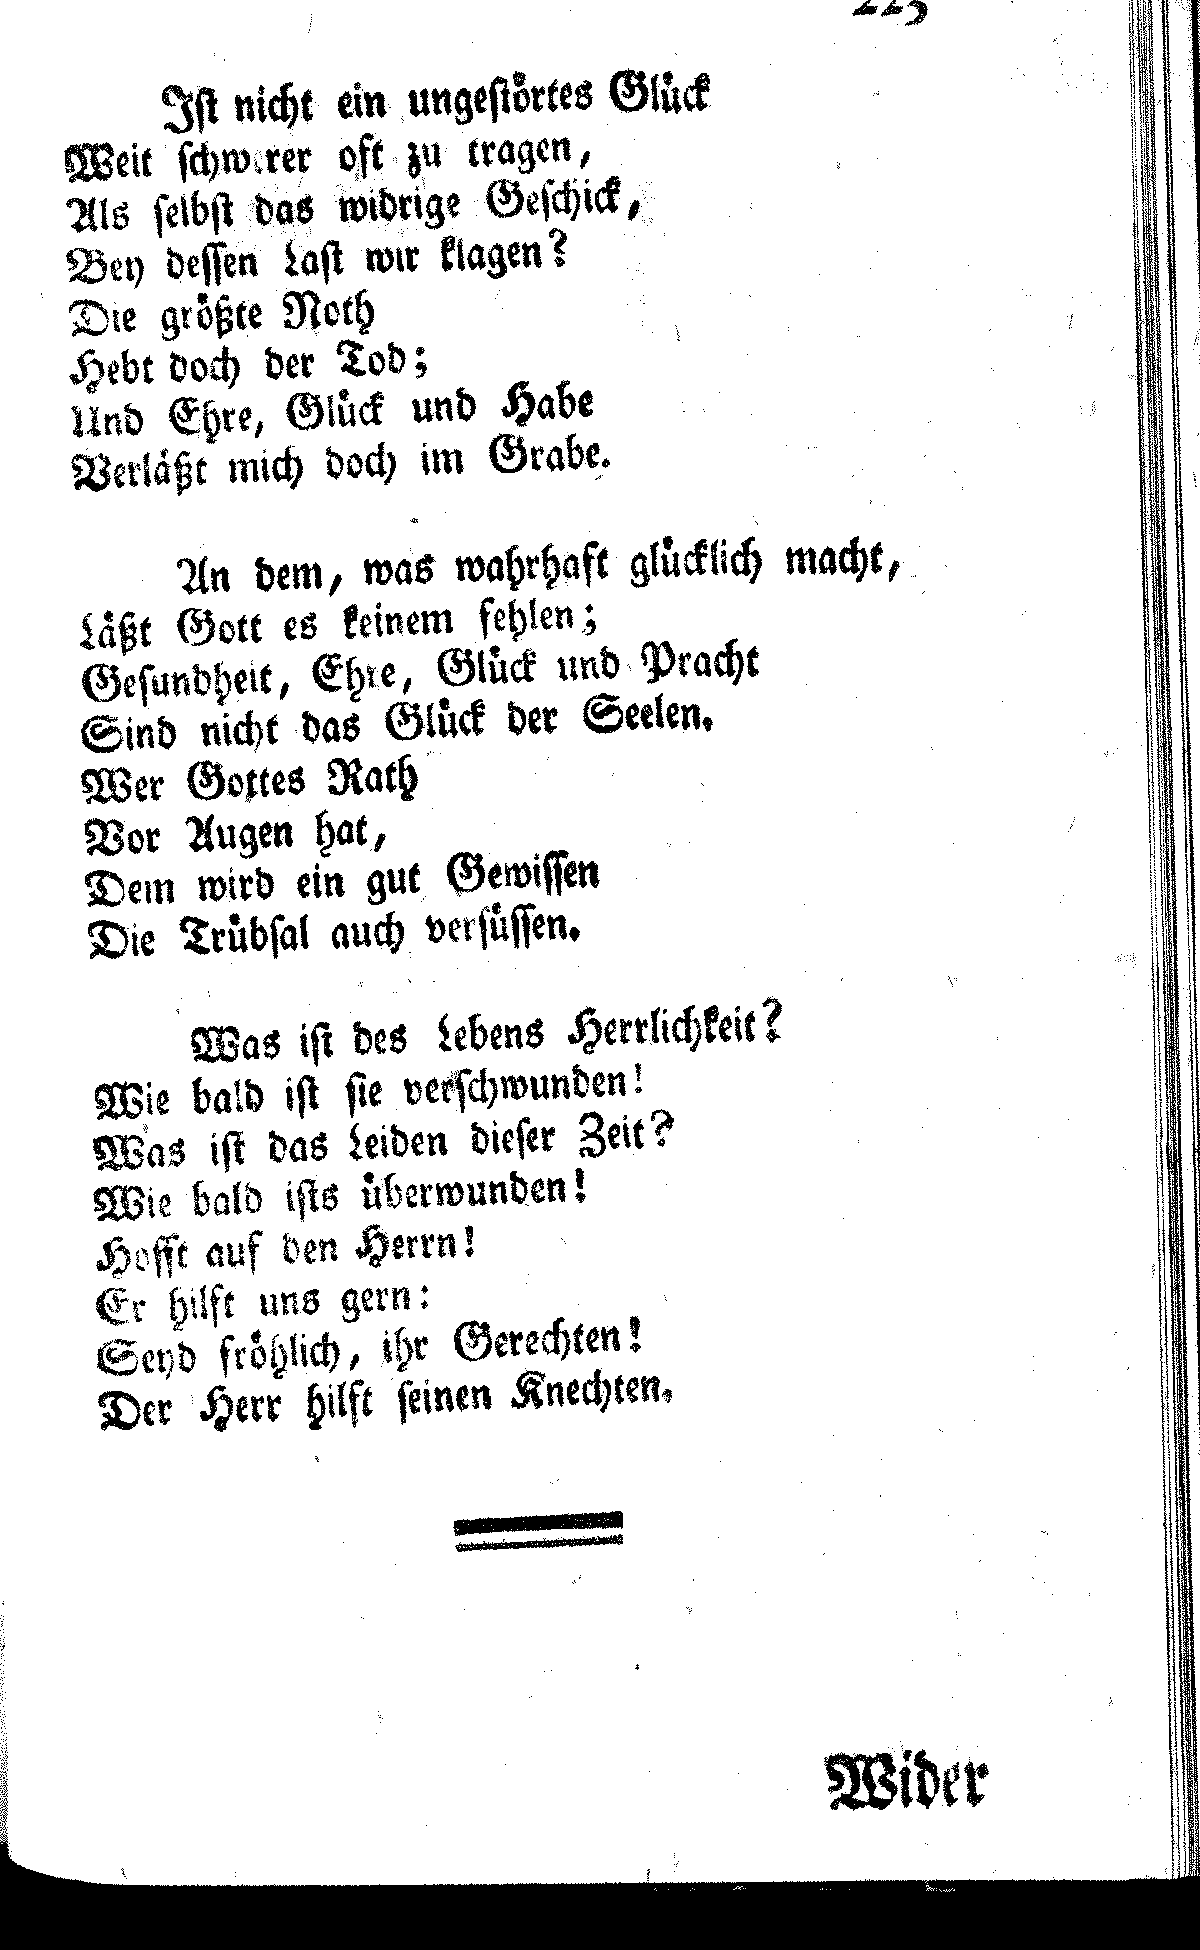 Ist nicht ein ungestörtes Glück
Weit schwerer oft zu tragen,
Als selbst das widrige Geschick,
Bey dessen Last wir klagen?
Die größte Noth
Hebt doch der Tod;
Und Ehre, Glück und Habe
Verläßt mich doch im Grabe.
An dem, was wahrhaft glücklich macht,
Läßt Gott es keinem fehlen;
Gesundheit, Ehre, Glück und Pracht
Sind nicht das Glück der Seelen.
Wer Gottes Rath
Vor Augen hat,
Dem wird ein gut Gewissen
Die Trübsal auch versüssen.
Was ist des Lebens Herrlichkeit?
Wie bald ist sie verschwunden!
Was ist das Leiden dieser Zeit?
Wie bald ists überwunden!
Hofft auf den Herrn!
Er hilft uns gern:
Seyd fröhlich, ihr Gerechten!
Der Herr hilft seinen Knechten.
Wider